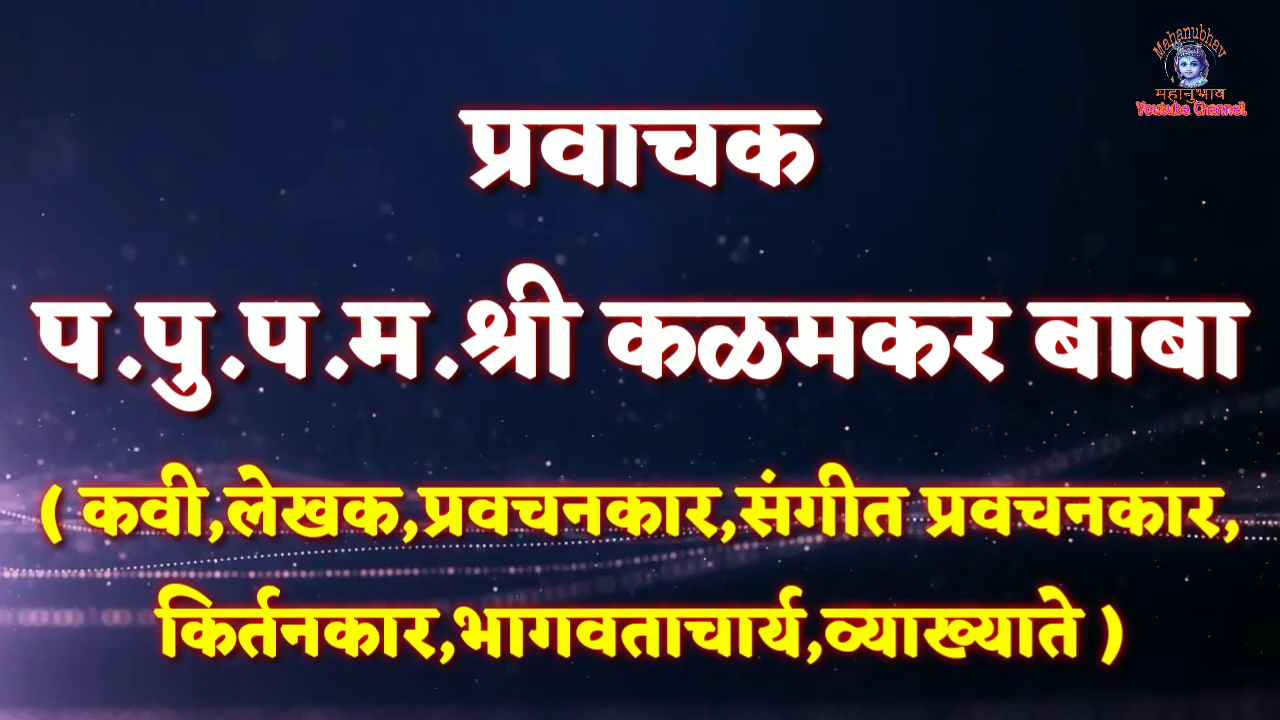 Mahanubhav
महानुभाव
Youtube Channel
प्रवाचक
प.पु.प.म.श्री कळमकर बाबा
( कवी,लेखक,प्रवचनकार,संगीत प्रवचनकार,
किर्तनकार,भागवताचार्य,व्याख्याते )